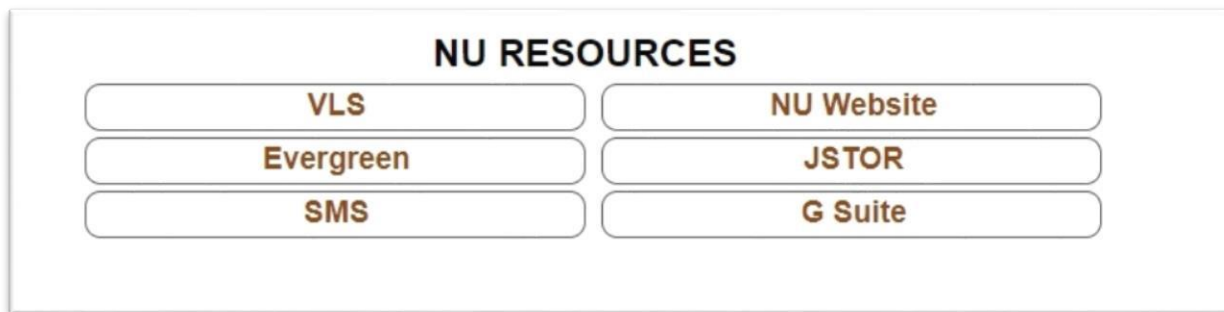 NU RESOURCES
VLS
NU Website
Evergreen
JSTOR
SMS
G Suite